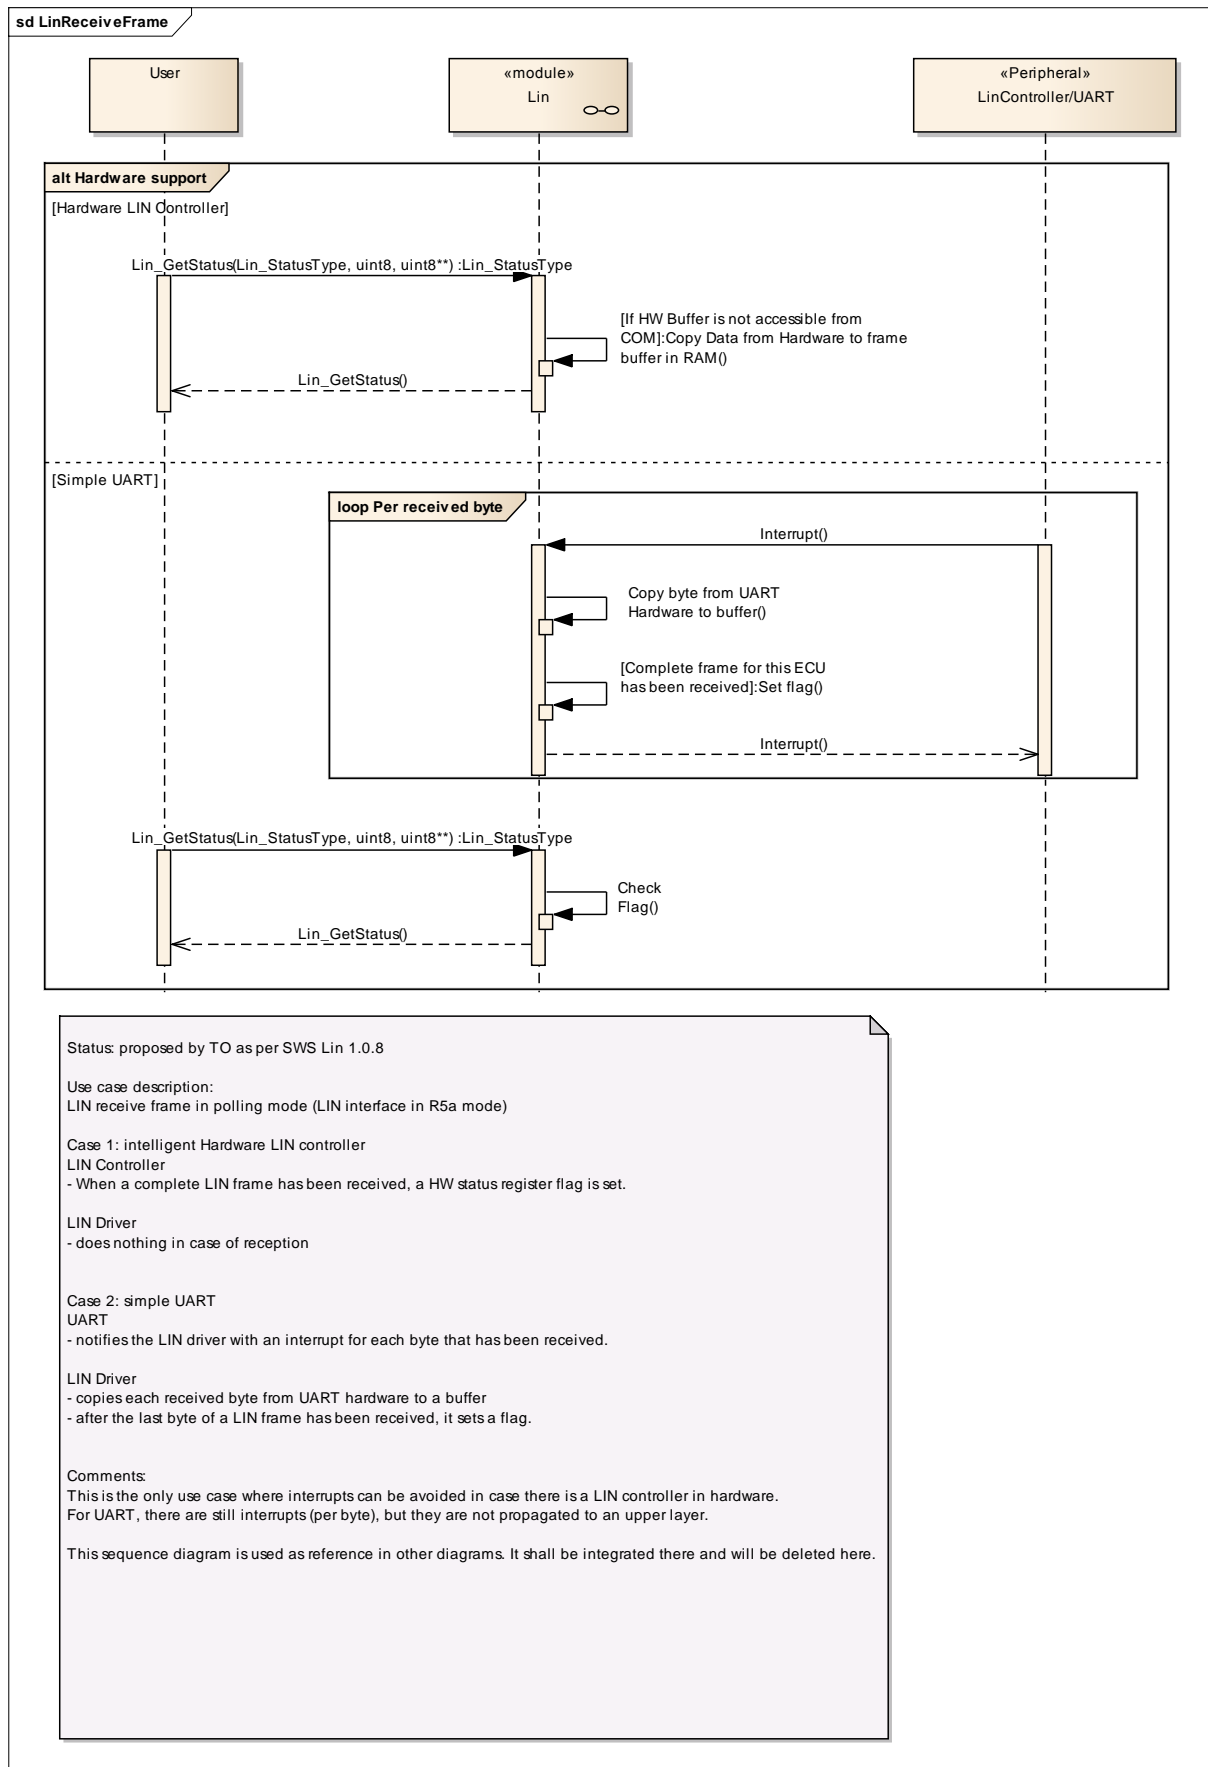 sd LinReceiveFrame
User
«module»
Lin
«Peripheral»
LinController/UART
alt Hardware support
[Hardware LIN Controller]
Lin_GetStatus(Lin_StatusType, uint8, uint8**) :Lin_StatusType
[If HW Buffer is not accessible from
COM]:Copy Data from Hardware to frame
buffer in RAM()
Lin_GetStatus()
[Simple UART]
loop Per received byte
Interrupt()
Copy byte from UART
Hardware to buffer()
[Complete frame for this ECU
has been received]:Set flag()
Interrupt()
Lin_GetStatus(Lin_StatusType, uint8, uint8**) :Lin_StatusType
Check
Flag()
Lin_GetStatus()
Status: proposed by TO as per SWS Lin 1.0.8
Use case description:
LIN receive frame in polling mode (LIN interface in R5a mode)
Case 1: intelligent Hardware LIN controller
LIN Controller
- When a complete LIN frame has been received, a HW status register flag is set.
LIN Driver
- does nothing in case of reception
Case 2: simple UART
UART
- notifies the LIN driver with an interrupt for each byte that has been received.
LIN Driver
- copies each received byte from UART hardware to a buffer
- after the last byte of a LIN frame has been received, it sets a flag.
Comments:
This is the only use case where interrupts can be avoided in case there is a LIN controller in hardware.
For UART, there are still interrupts (per byte), but they are not propagated to an upper layer.
This sequence diagram is used as reference in other diagrams. It shall be integrated there and will be deleted here.